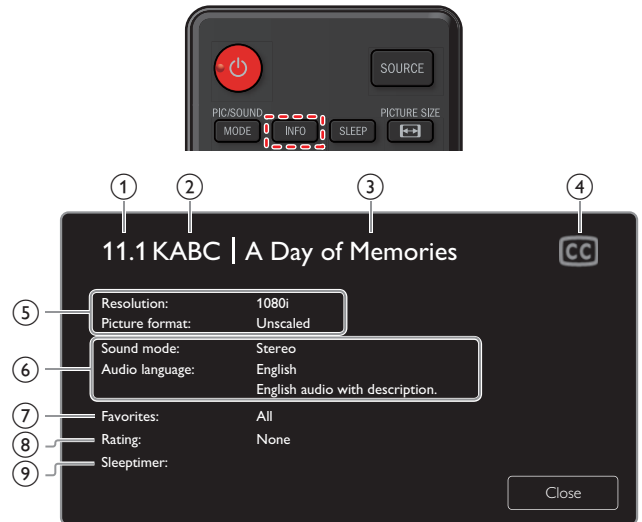 SOURCE
PIC/SOUND PICTURE SIZE
MODE INFO SLEEP
1 2 3 4
11.1 KABC | A Day of Memories CC
5
Resolution: 1080i
Picture format: Unscaled
6
Sound mode: Stereo
Audio language: English
English audio with description.
7 Favorites: All
8 Rating: None
9 Sleeptimer:
Close